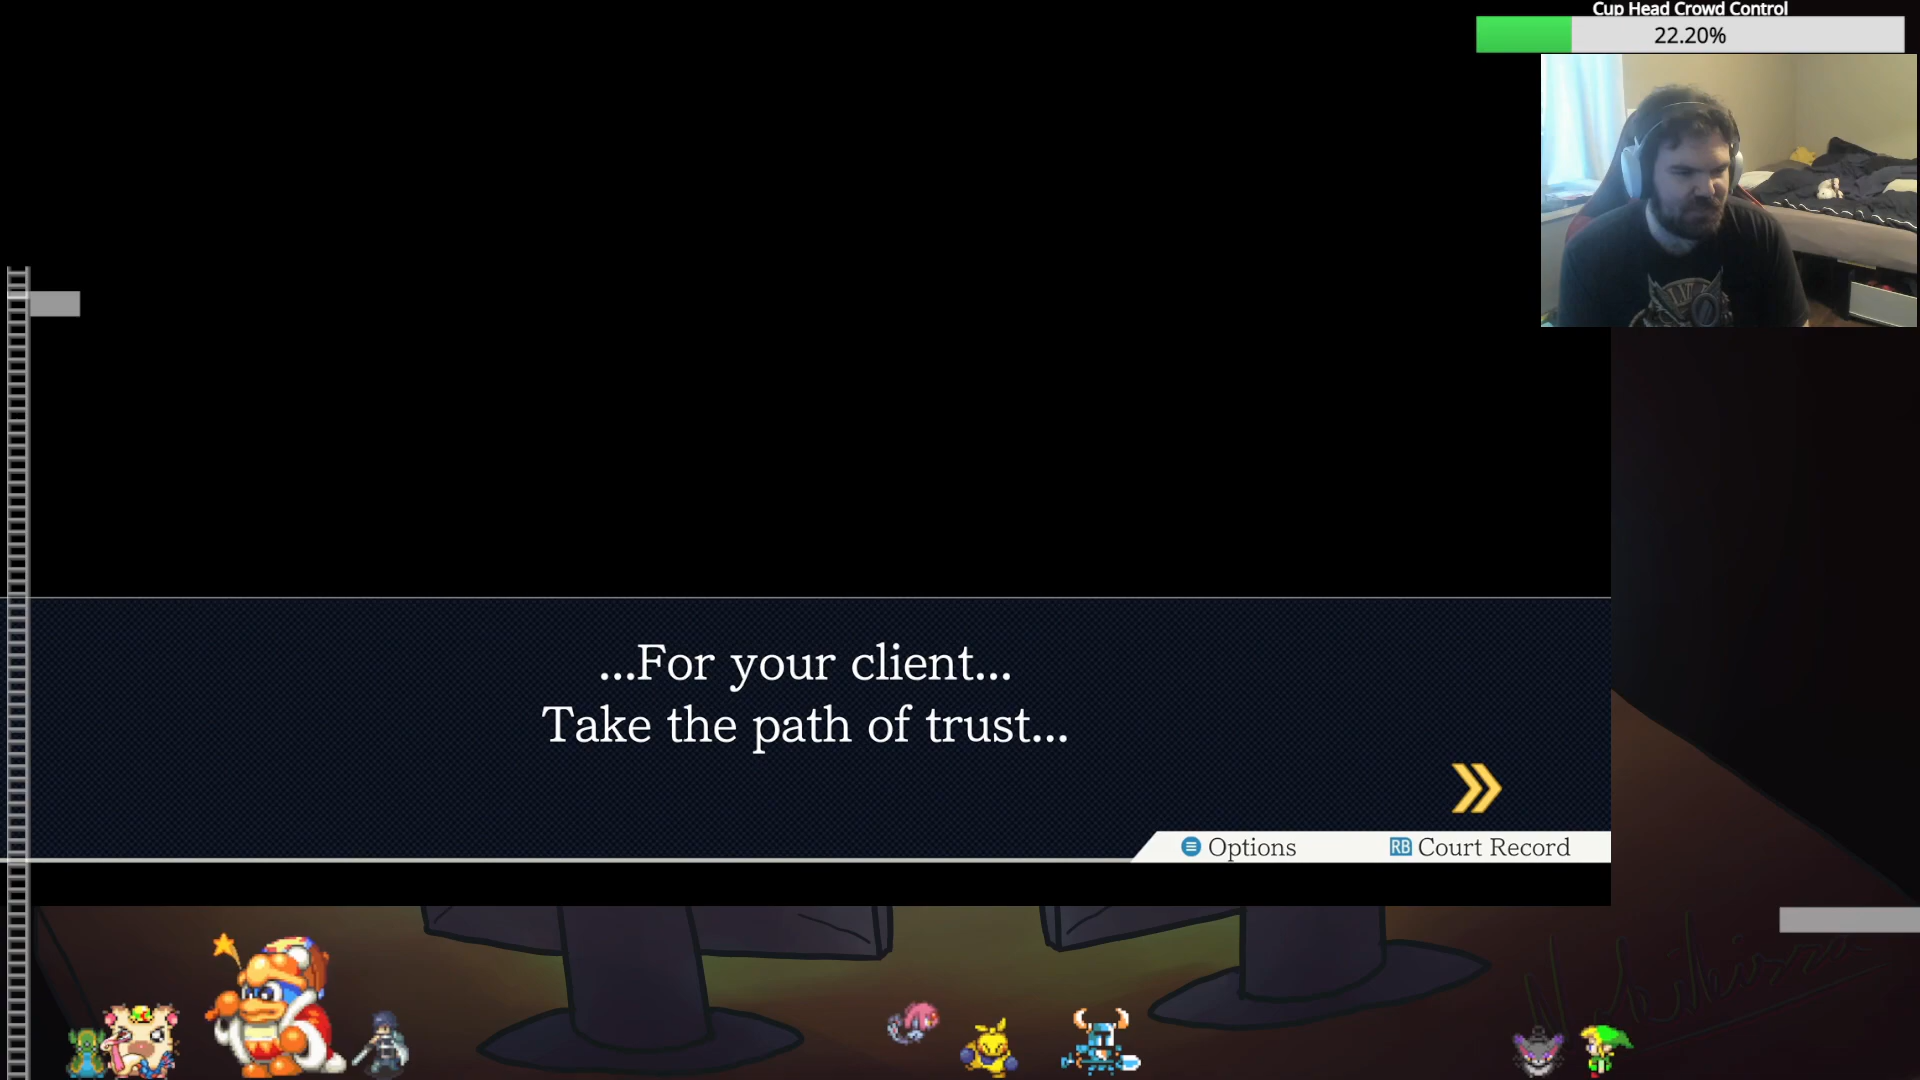 Cup Head Crowd Control
22.20%
...For your client...
Take the path of trust...
Options
RB Court Record